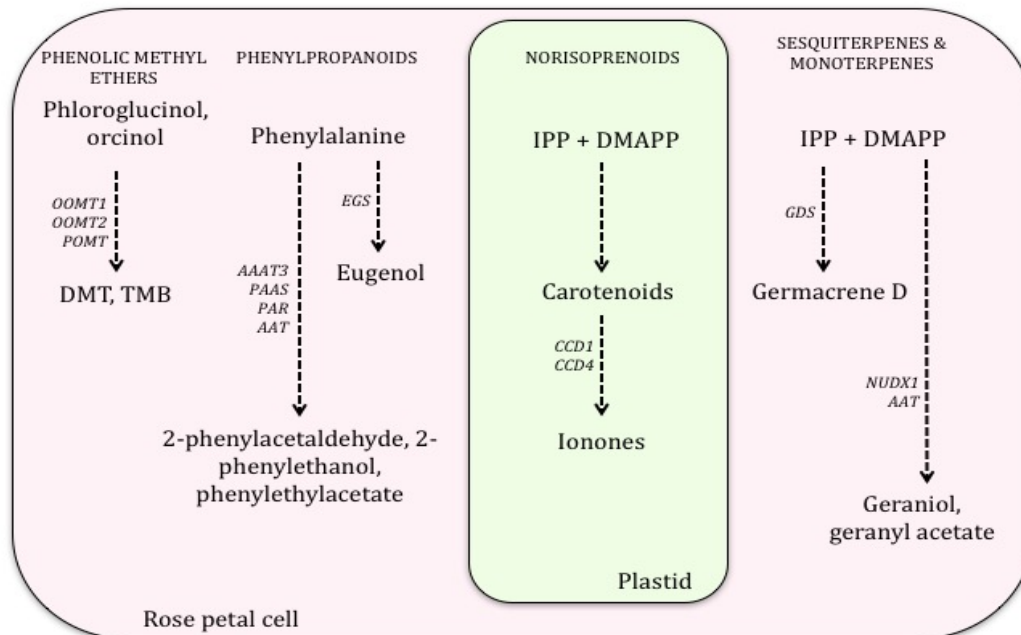 PHENOLIC METHYL
ETHERS
Phloroglucinol,
orcinol
OOMT1
OOMT2
POMT
DMT, TMB
PHENYLPROPANOIDS
Phenylalanine
EGS
Eugenol
AAAT3
PAAS
PAR
AAT
2-phenylacetaldehyde, 2-
phenylethanol,
phenylethylacetate
NORISOPRENOIDS
IPP + DMAPP
Carotenoids
CCD1
CCD4
Ionones
Plastid
SESQUITERPENES &
MONOTERPENES
IPP + DMAPP
GDS
Germacrene D
NUDX1
AAT
Geraniol,
geranyl acetate
Rose petal cell